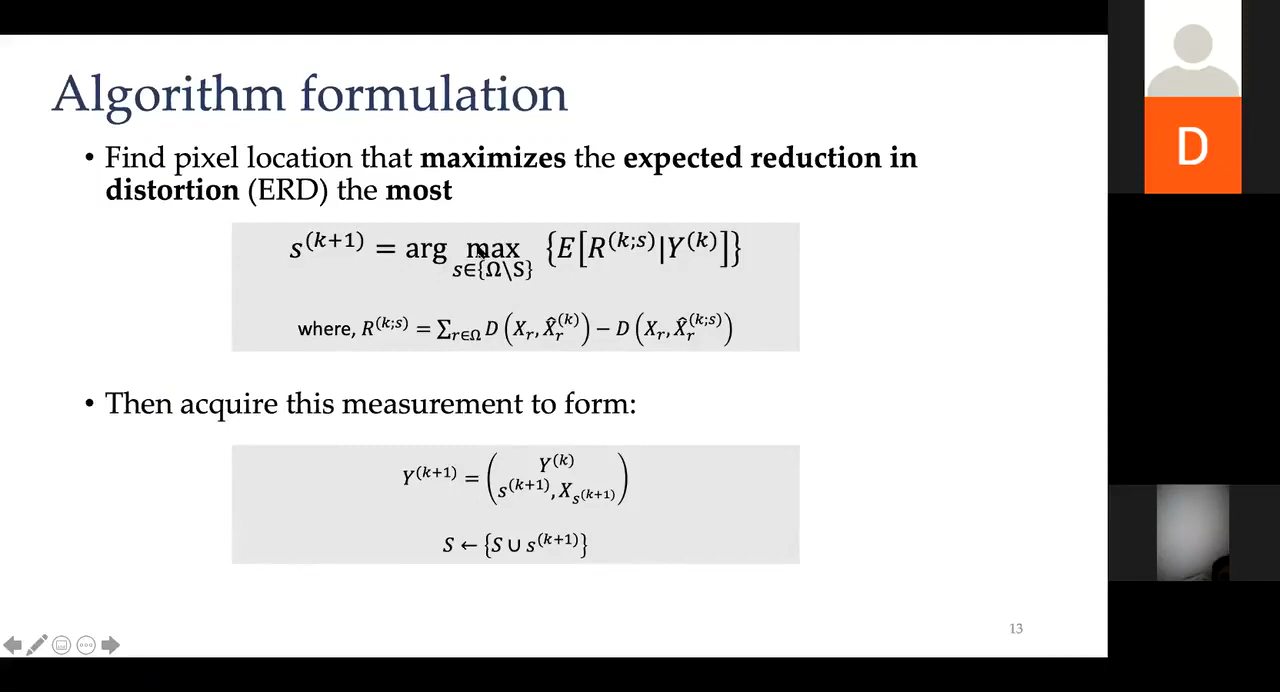 Algorithm formulation
• Find pixel location that maximizes the expected reduction in
distortion (ERD) the most
s^(k+1) = arg max_{s∈{Ω\S}} {E[R^(k;s)|Y^(k)]}
where, R^(k;s) = ∑_{r∈Ω} D(X_r, X̂_r^(k)) − D(X_r, X̂_r^(k;s))
• Then acquire this measurement to form:
Y^(k+1) = (Y^(k)
s^(k+1), X_{s^(k+1)})
S ← {S ∪ s^(k+1)}
13
D